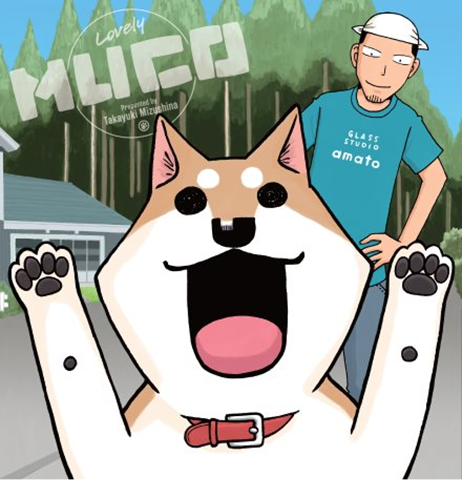 Lovely
MUCO
Presented by
Takayuki Mizushina
GLASS
STUDIO
amato